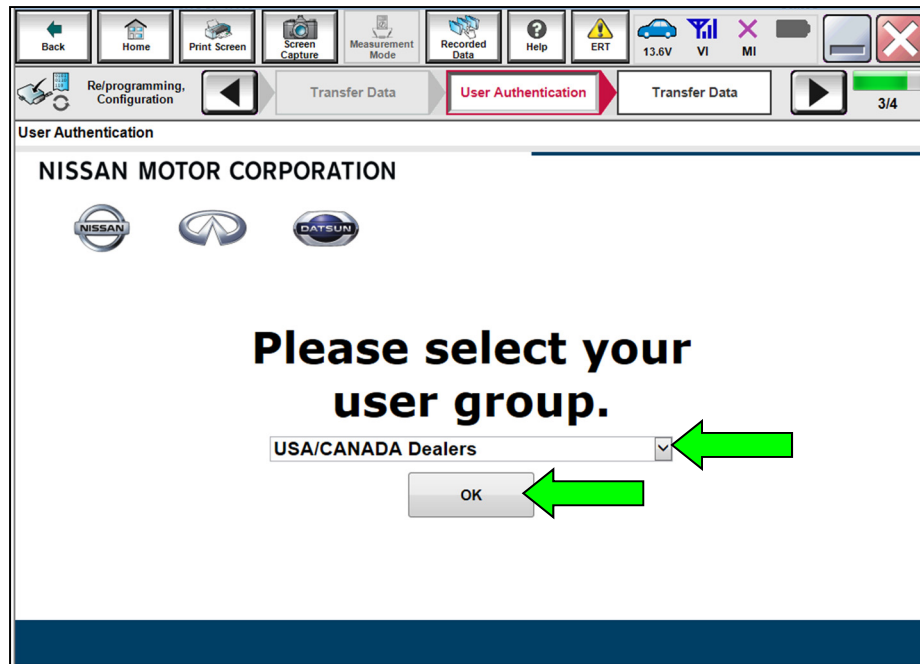 Back
Home
Print Screen
Screen
Capture
Measurement
Mode
Recorded
Data
Help
ERT
13.6V
VI
MI
Re/programming,
Configuration
Transfer Data
User Authentication
Transfer Data
3/4
User Authentication
NISSAN MOTOR CORPORATION
NISSAN
DATSUN
Please select your
user group.
USA/CANADA Dealers
OK